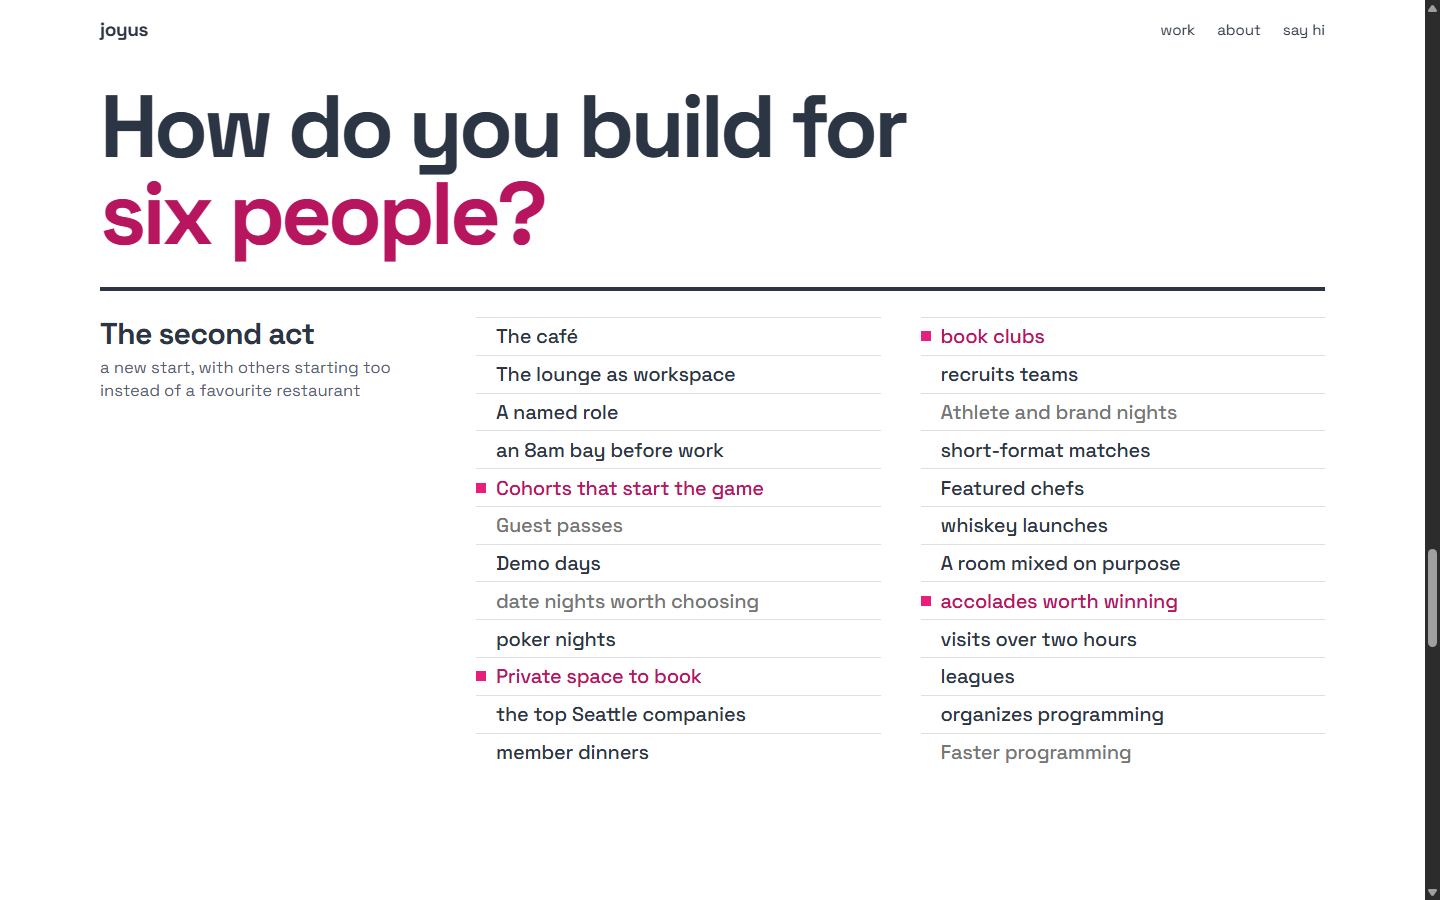 joyus
work about say hi
How do you build for
six people?
The second act
a new start, with others starting too
instead of a favourite restaurant
The café
The lounge as workspace
A named role
an 8am bay before work
Cohorts that start the game
Guest passes
Demo days
date nights worth choosing
poker nights
Private space to book
the top Seattle companies
member dinners
book clubs
recruits teams
Athlete and brand nights
short-format matches
Featured chefs
whiskey launches
A room mixed on purpose
accolades worth winning
visits over two hours
leagues
organizes programming
Faster programming